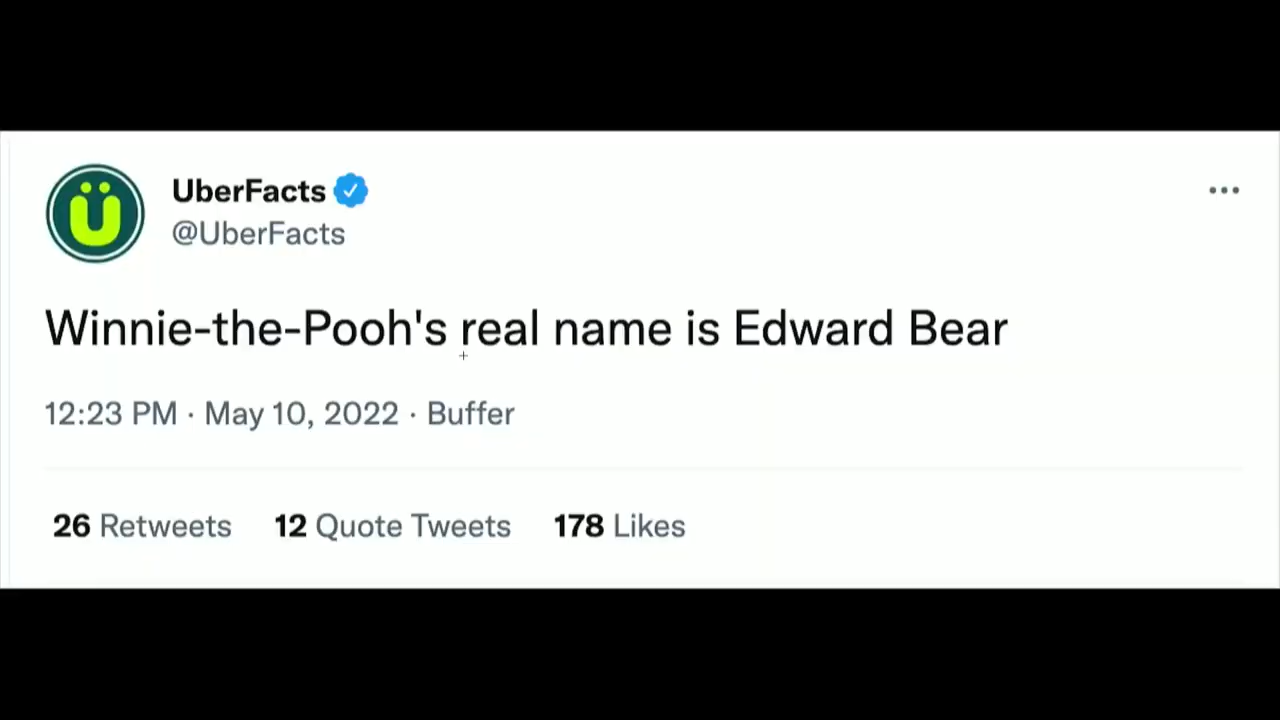 UberFacts
@UberFacts
Winnie-the-Pooh's real name is Edward Bear
12:23 PM · May 10, 2022 · Buffer
26 Retweets 12 Quote Tweets 178 Likes